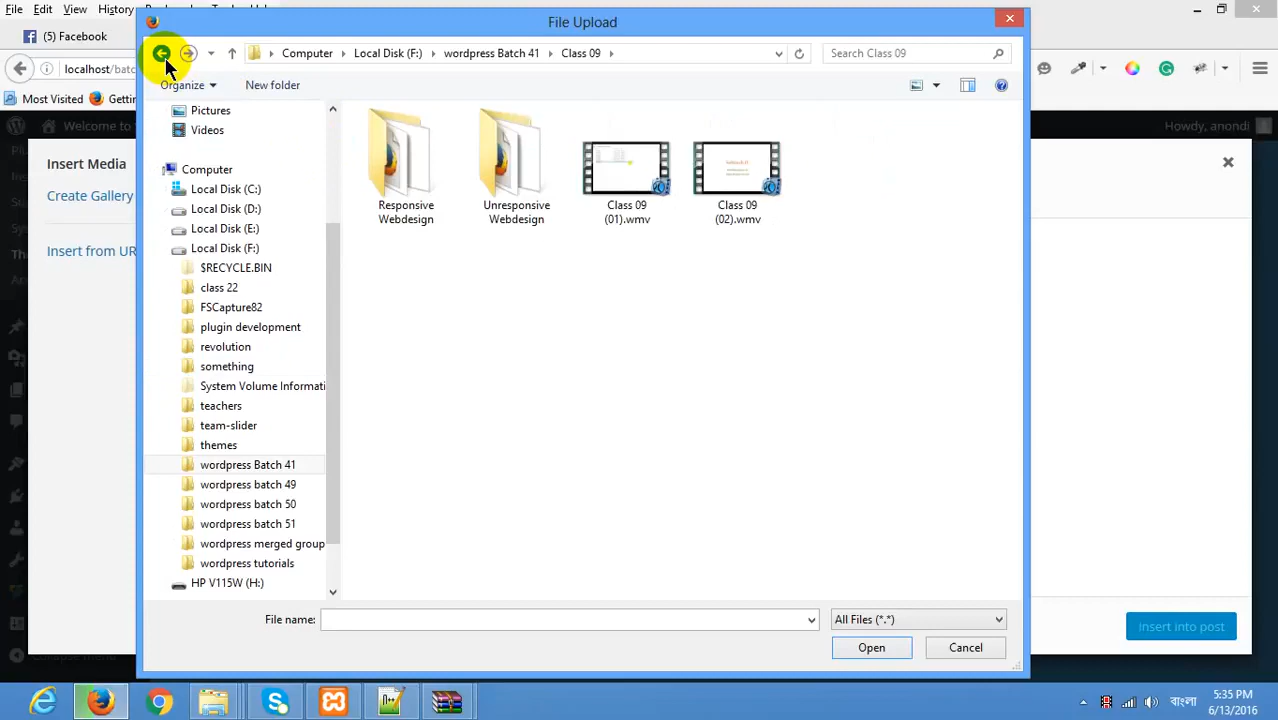 File View History
File Upload
Facebook
Computer Local Disk (F:) wordpress Batch 41 Class 09
Search Class 09
localhost/batc
Organize New folder
Most Visited Gettin
Pictures
Videos
Computer
Local Disk (C:)
Local Disk (D:)
Local Disk (E:)
Local Disk (F:)
$RECYCLE.BIN
class 22
FSCapture82
plugin development
revolution
something
System Volume Informati
teachers
team-slider
themes
wordpress Batch 41
wordpress batch 49
wordpress batch 50
wordpress batch 51
wordpress merged group
wordpress tutorials
HP V115W (H:)
Responsive
Webdesign
Unresponsive
Webdesign
Class 09
(01).wmv
Class 09
(02).wmv
Welcome to
Howdy, anondi
Insert Media
Create Gallery
Insert from UR
File name:
All Files (*.*)
Open Cancel
Insert into post
Collapse menu
বাংলা
5:35 PM
6/13/2016